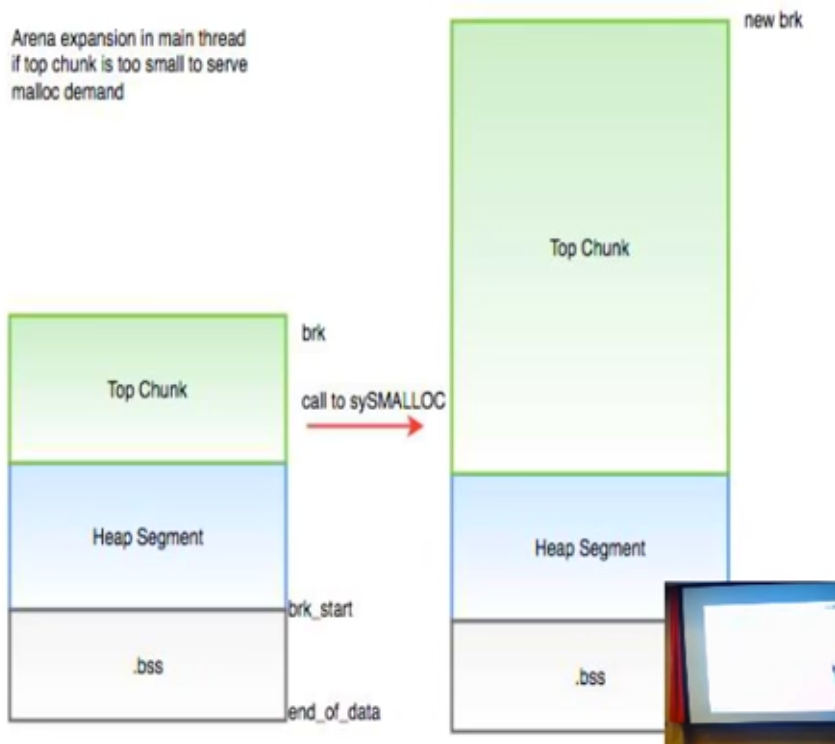 Arena expansion in main thread
if top chunk is too small to serve
malloc demand
new brk
Top Chunk
brk
Top Chunk
call to sySMALLOC
Heap Segment
Heap Segment
brk_start
.bss
.bss
end_of_data